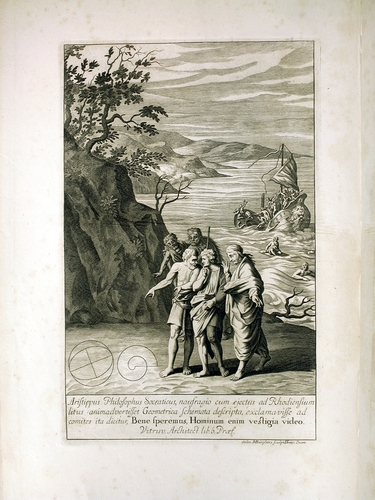 Aristippus Philosophus Socraticus, naufragio cum ejectus ad Rhodiensium
litus animadvertisset Geometrica schemata descripta, exclamavisse ad
comites ita dicitur, Bene speremus, Hominum enim vestigia video.
Vitruv. Architect. lib. 6. Præf.